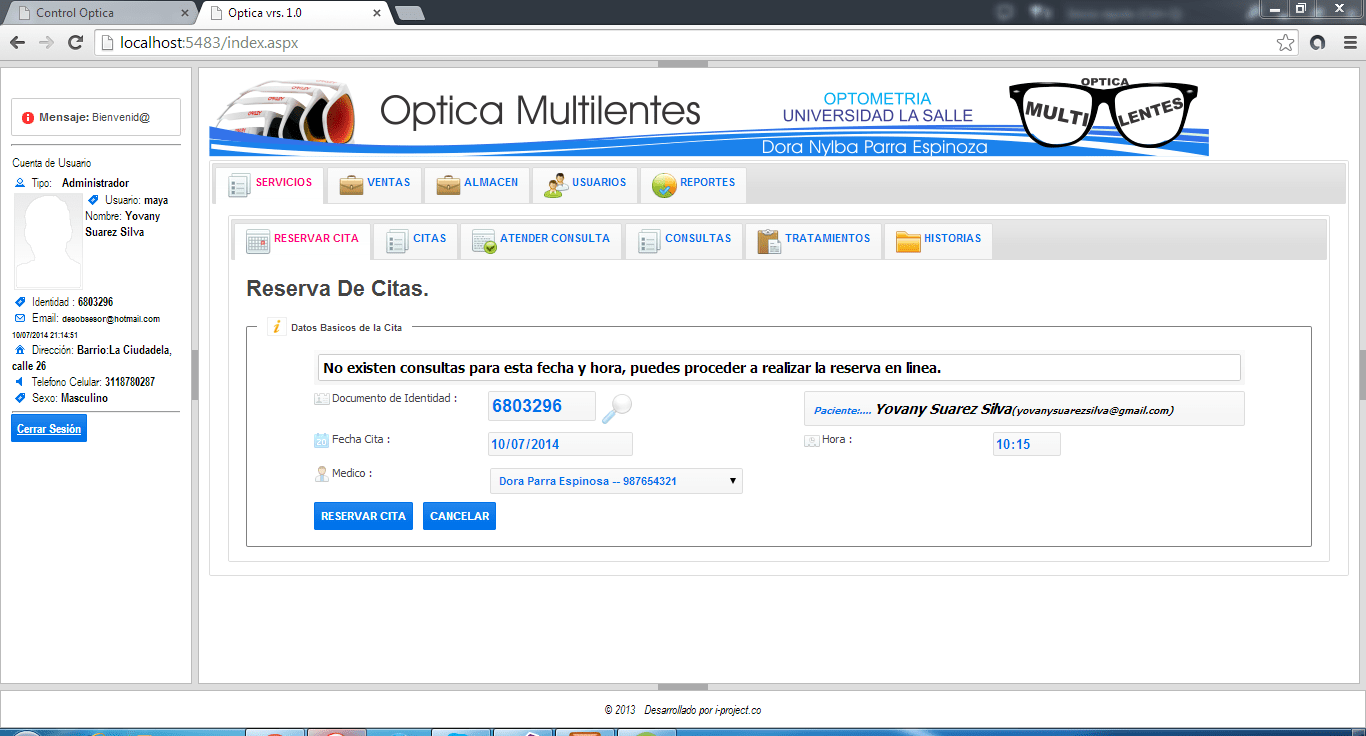 Control Optica
Optica vrs. 1.0
localhost:5483/index.aspx
Mensaje: Bienvenid@
Cuenta de Usuario
Tipo: Administrador
Usuario: maya
Nombre: Yovany
Suarez Silva
Identidad : 6803296
Email: desobsesor@hotmail.com
10/07/2014 21:14:51
Dirección: Barrio:La Ciudadela,
calle 26
Telefono Celular: 3118780287
Sexo: Masculino
Cerrar Sesión
Optica Multilentes
OPTOMETRIA
UNIVERSIDAD LA SALLE
Dora Nylba Parra Espinoza
OPTICA
MULTI LENTES
SERVICIOS VENTAS ALMACEN USUARIOS REPORTES
RESERVAR CITA CITAS ATENDER CONSULTA CONSULTAS TRATAMIENTOS HISTORIAS
Reserva De Citas.
Datos Basicos de la Cita
No existen consultas para esta fecha y hora, puedes proceder a realizar la reserva en linea.
Documento de Identidad : 6803296 Paciente:.... Yovany Suarez Silva(yovanysuarezsilva@gmail.com)
Fecha Cita : 10/07/2014 Hora : 10:15
Medico : Dora Parra Espinosa -- 987654321
RESERVAR CITA CANCELAR
© 2013 Desarrollado por i-project.co